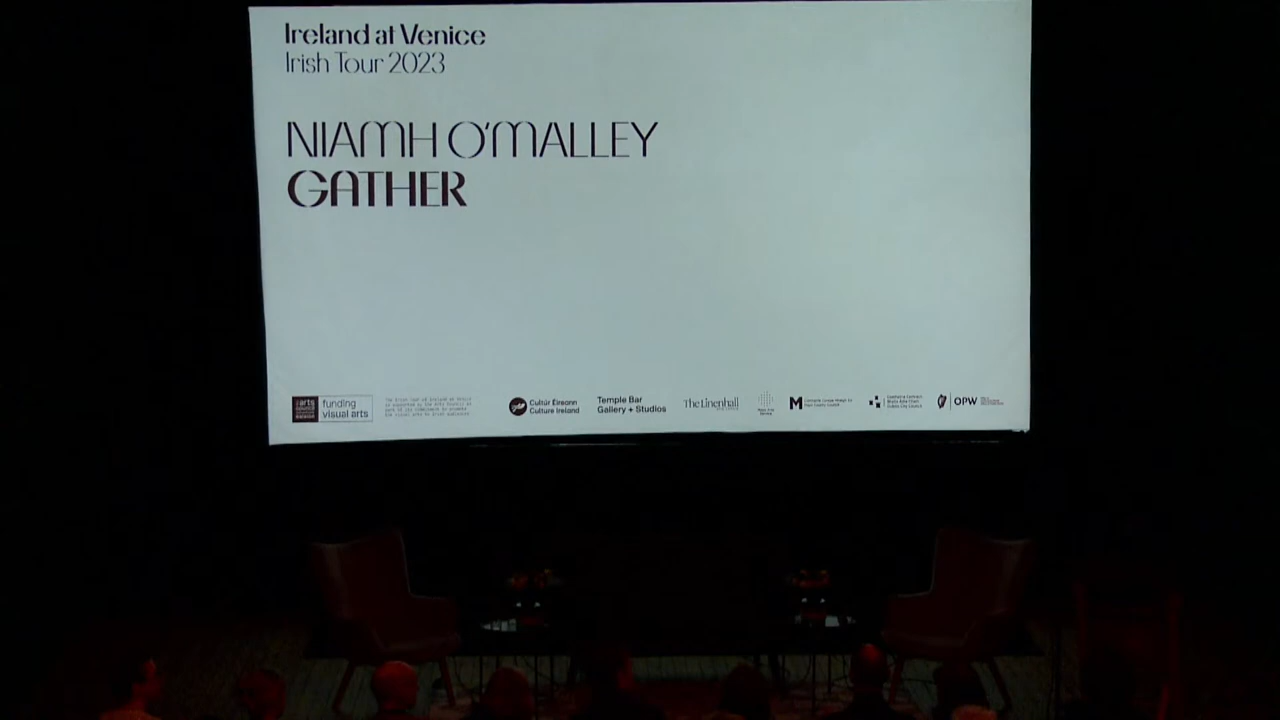 Ireland at Venice
Irish Tour 2023
NIAMH O'MALLEY
GATHER
arts
council
funding
visual arts
Cultúr Éireann
Culture Ireland
Temple Bar
Gallery + Studios
The Linenhall
M
OPW